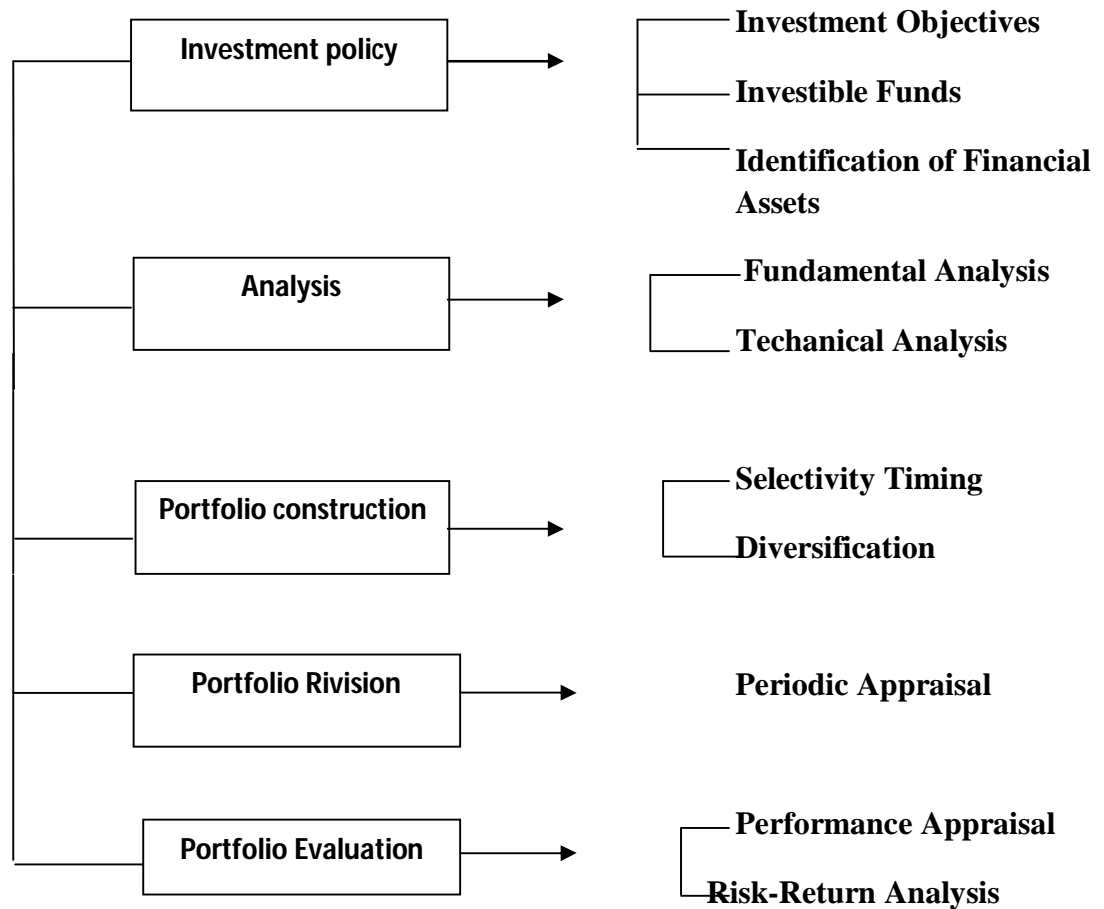 Investment policy
Investment Objectives
Investible Funds
Identification of Financial
Assets
Analysis
Fundamental Analysis
Techanical Analysis
Portfolio construction
Selectivity Timing
Diversification
Portfolio Rivision
Periodic Appraisal
Portfolio Evaluation
Performance Appraisal
Risk-Return Analysis